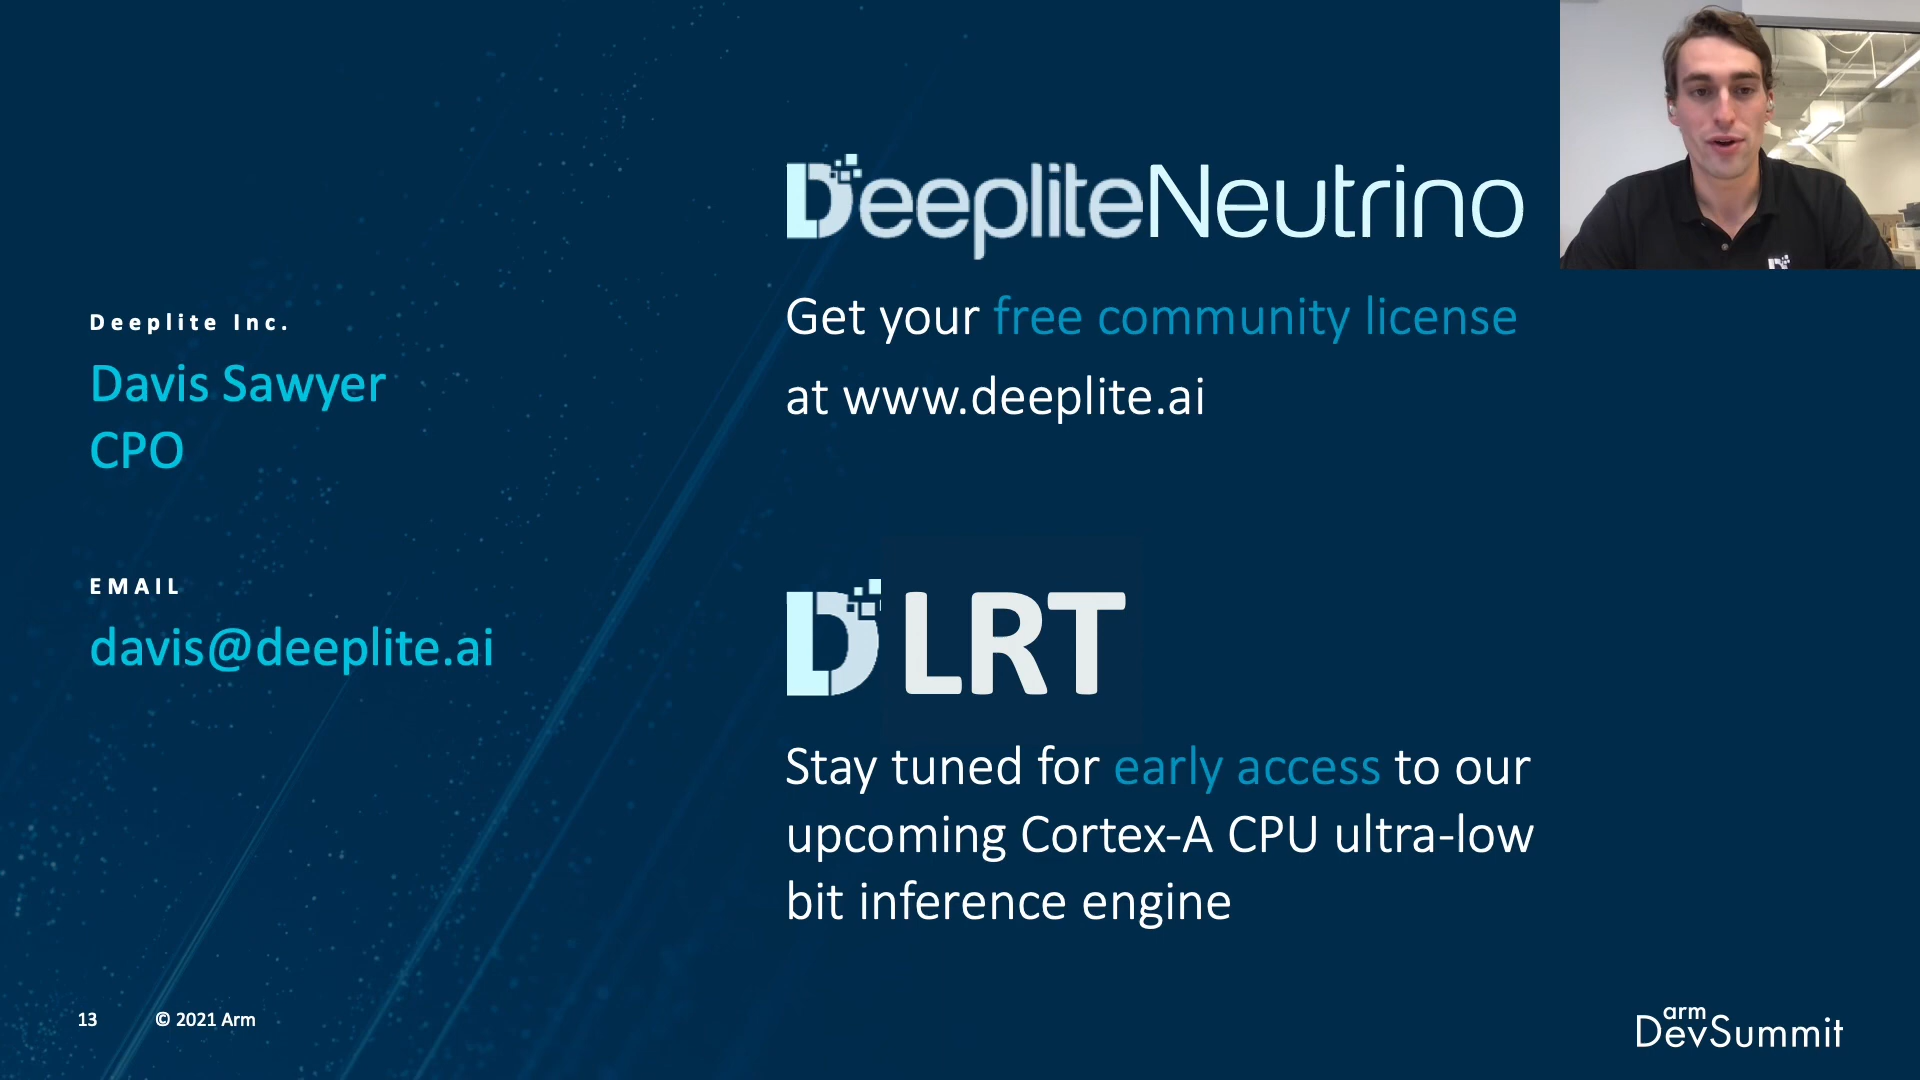 Deeplite Inc.
Davis Sawyer
CPO
EMAIL
davis@deeplite.ai
DeepliteNeutrino
Get your free community license
at www.deeplite.ai
D LRT
Stay tuned for early access to our
upcoming Cortex-A CPU ultra-low
bit inference engine
13 © 2021 Arm
arm
DevSummit